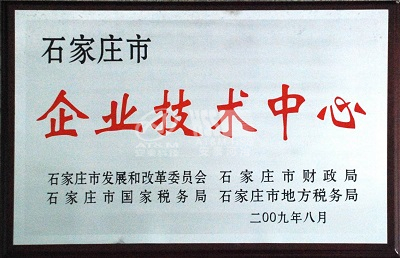 石家庄市
企业技术中心
石家庄市发展和改革委员会 石家庄市财政局
石家庄市国家税务局 石家庄市地方税务局
二00九年八月